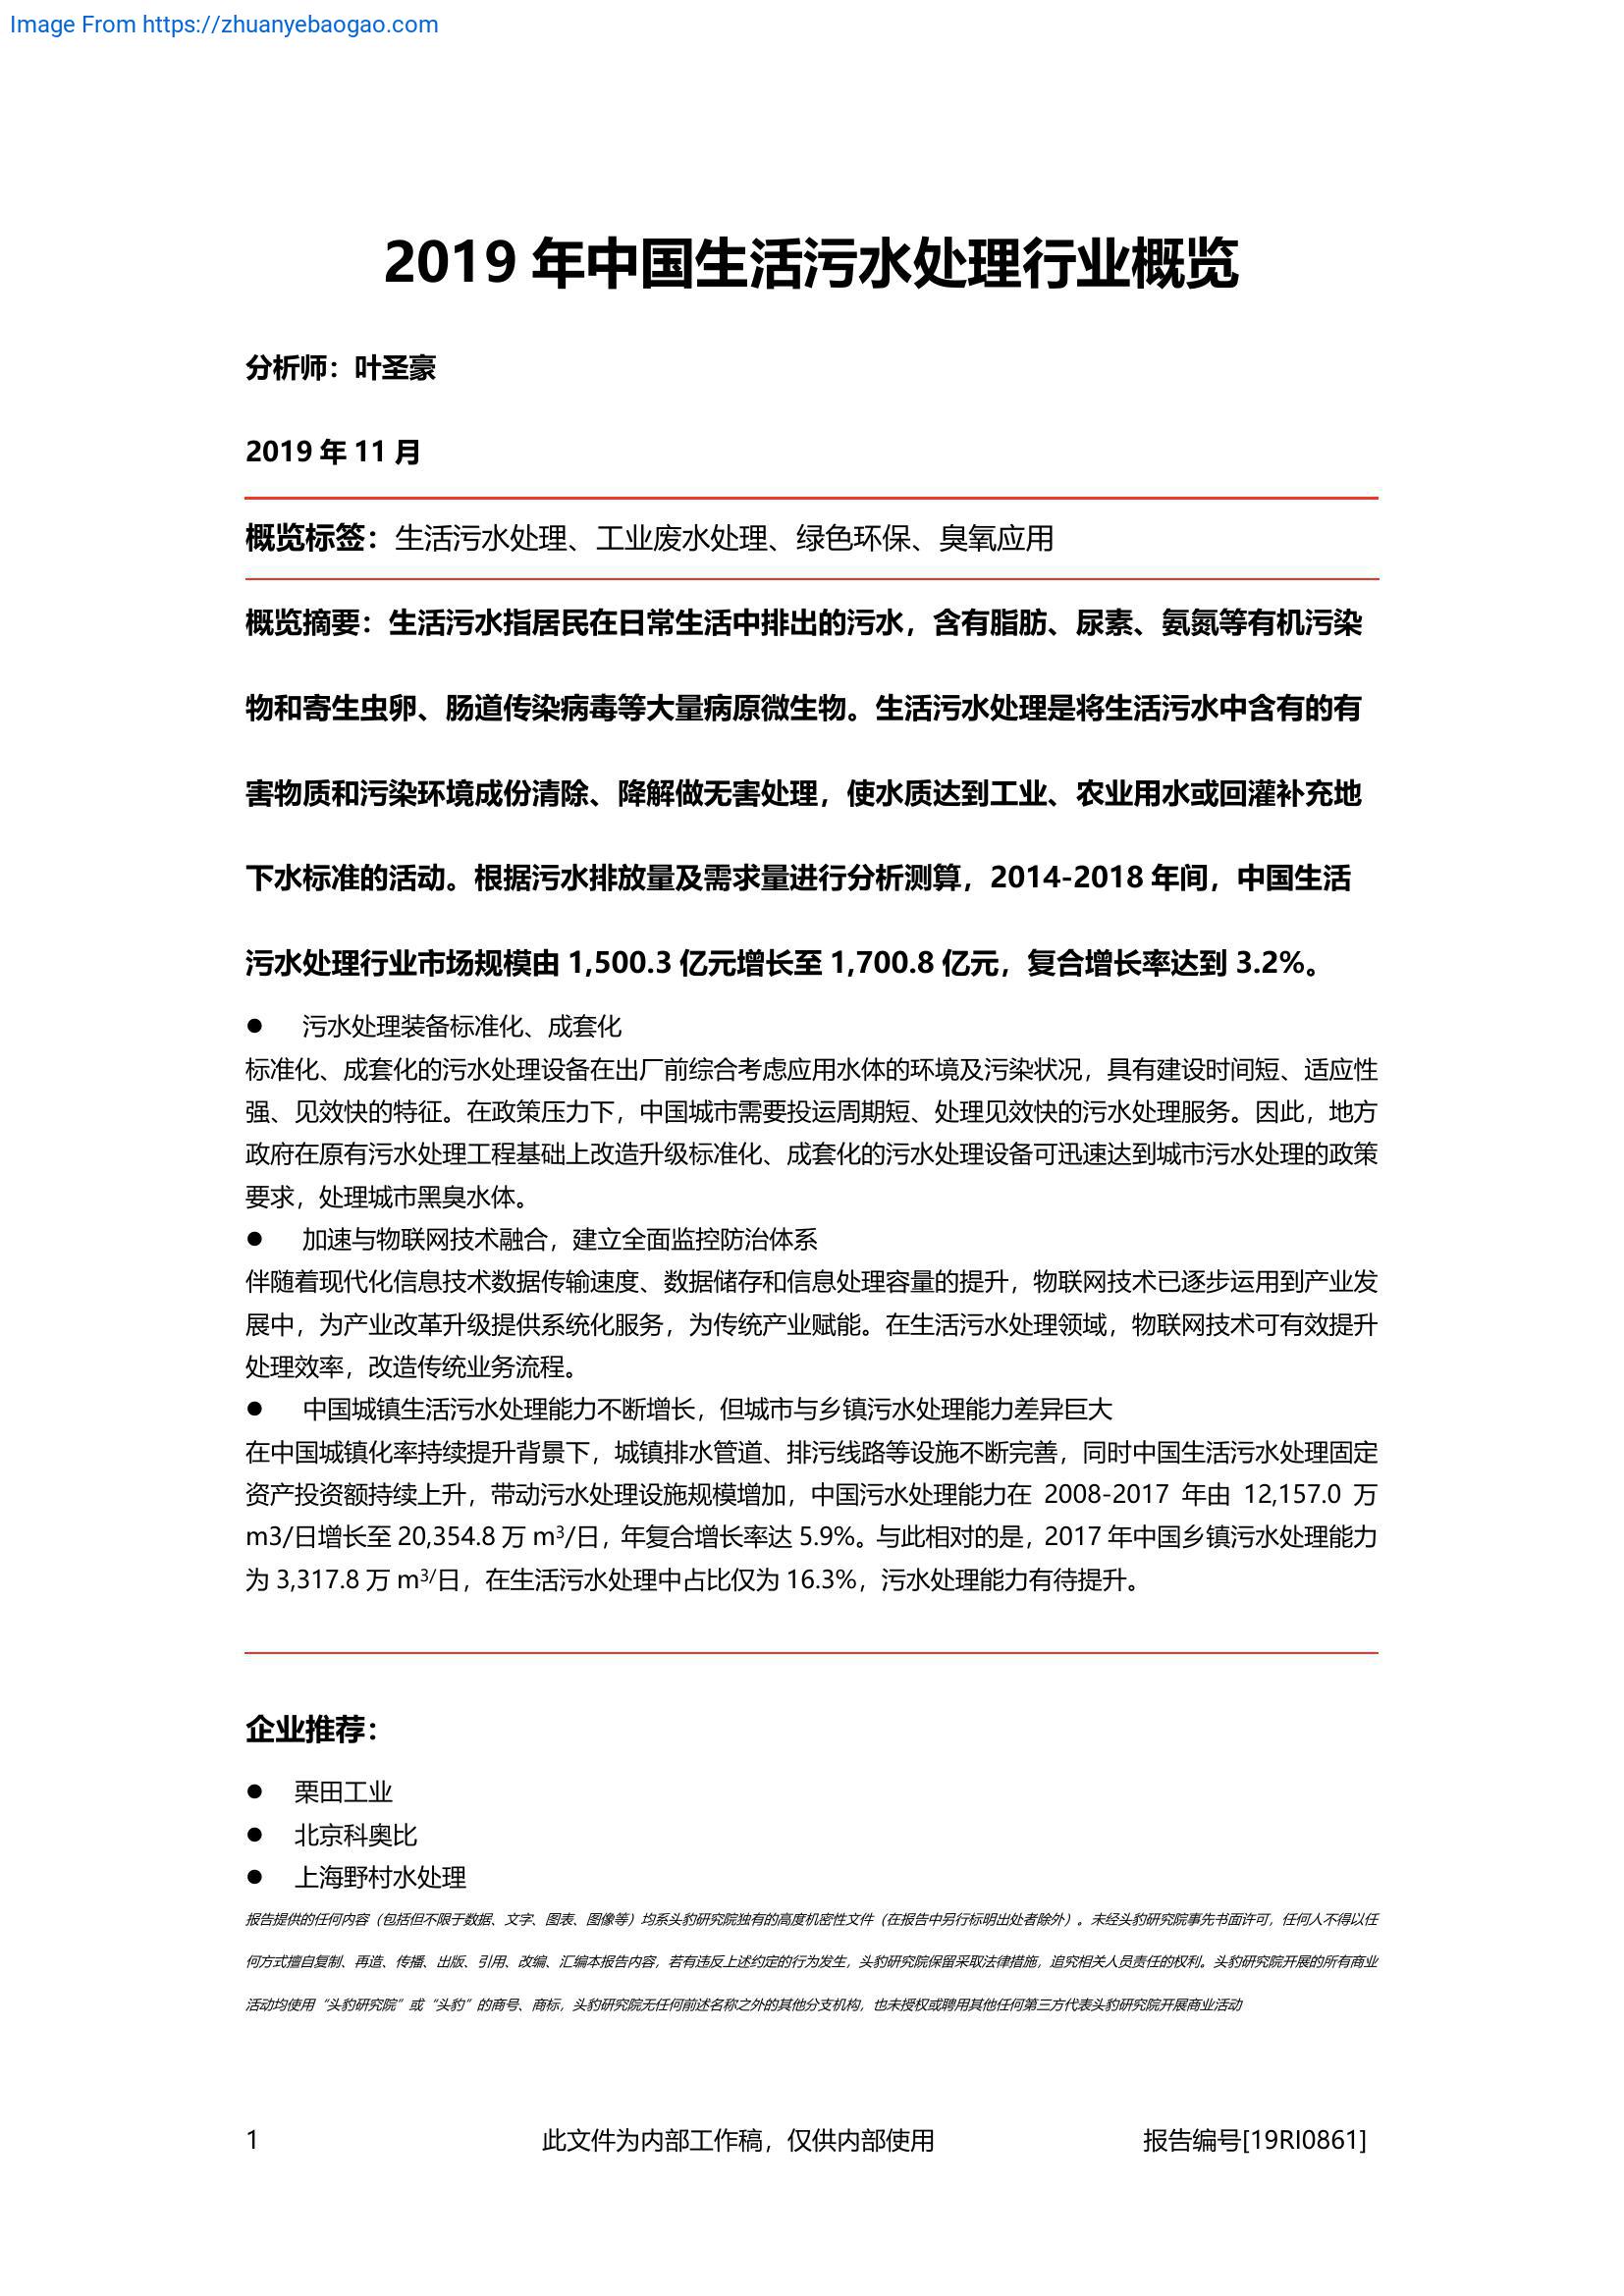 Image From https://zhuanyebaogao.com
2019 年中国生活污水处理行业概览
分析师：叶圣豪
2019 年 11 月
概览标签：生活污水处理、工业废水处理、绿色环保、臭氧应用
概览摘要：生活污水指居民在日常生活中排出的污水，含有脂肪、尿素、氨氮等有机污染
物和寄生虫卵、肠道传染病毒等大量病原微生物。生活污水处理是将生活污水中含有的有
害物质和污染环境成份清除、降解做无害处理，使水质达到工业、农业用水或回灌补充地
下水标准的活动。根据污水排放量及需求量进行分析测算，2014-2018 年间，中国生活
污水处理行业市场规模由 1,500.3 亿元增长至 1,700.8 亿元，复合增长率达到 3.2%。
● 污水处理装备标准化、成套化
标准化、成套化的污水处理设备在出厂前综合考虑应用水体的环境及污染状况，具有建设时间短、适应性
强、见效快的特征。在政策压力下，中国城市需要投运周期短、处理见效快的污水处理服务。因此，地方
政府在原有污水处理工程基础上改造升级标准化、成套化的污水处理设备可迅速达到城市污水处理的政策
要求，处理城市黑臭水体。
● 加速与物联网技术融合，建立全面监控防治体系
伴随着现代化信息技术数据传输速度、数据储存和信息处理容量的提升，物联网技术已逐步运用到产业发
展中，为产业改革升级提供系统化服务，为传统产业赋能。在生活污水处理领域，物联网技术可有效提升
处理效率，改造传统业务流程。
● 中国城镇生活污水处理能力不断增长，但城市与乡镇污水处理能力差异巨大
在中国城镇化率持续提升背景下，城镇排水管道、排污线路等设施不断完善，同时中国生活污水处理固定
资产投资额持续上升，带动污水处理设施规模增加，中国污水处理能力在 2008-2017 年由 12,157.0 万
m3/日增长至 20,354.8 万 m³/日，年复合增长率达 5.9%。与此相对的是，2017 年中国乡镇污水处理能力
为 3,317.8 万 m³/日，在生活污水处理中占比仅为 16.3%，污水处理能力有待提升。
企业推荐：
● 栗田工业
● 北京科奥比
● 上海野村水处理
报告提供的任何内容（包括但不限于数据、文字、图表、图像等）均系头豹研究院独有的高度机密性文件（在报告中另行标明出处者除外）。未经头豹研究院事先书面许可，任何人不得以任
何方式擅自复制、再造、传播、出版、引用、改编、汇编本报告内容，若有违反上述约定的行为发生，头豹研究院保留采取法律措施，追究相关人员责任的权利。头豹研究院开展的所有商业
活动均使用“头豹研究院”或“头豹”的商号、商标，头豹研究院无任何前述名称之外的其他分支机构，也未授权或聘用其他任何第三方代表头豹研究院开展商业活动
1 此文件为内部工作稿，仅供内部使用 报告编号[19RI0861]